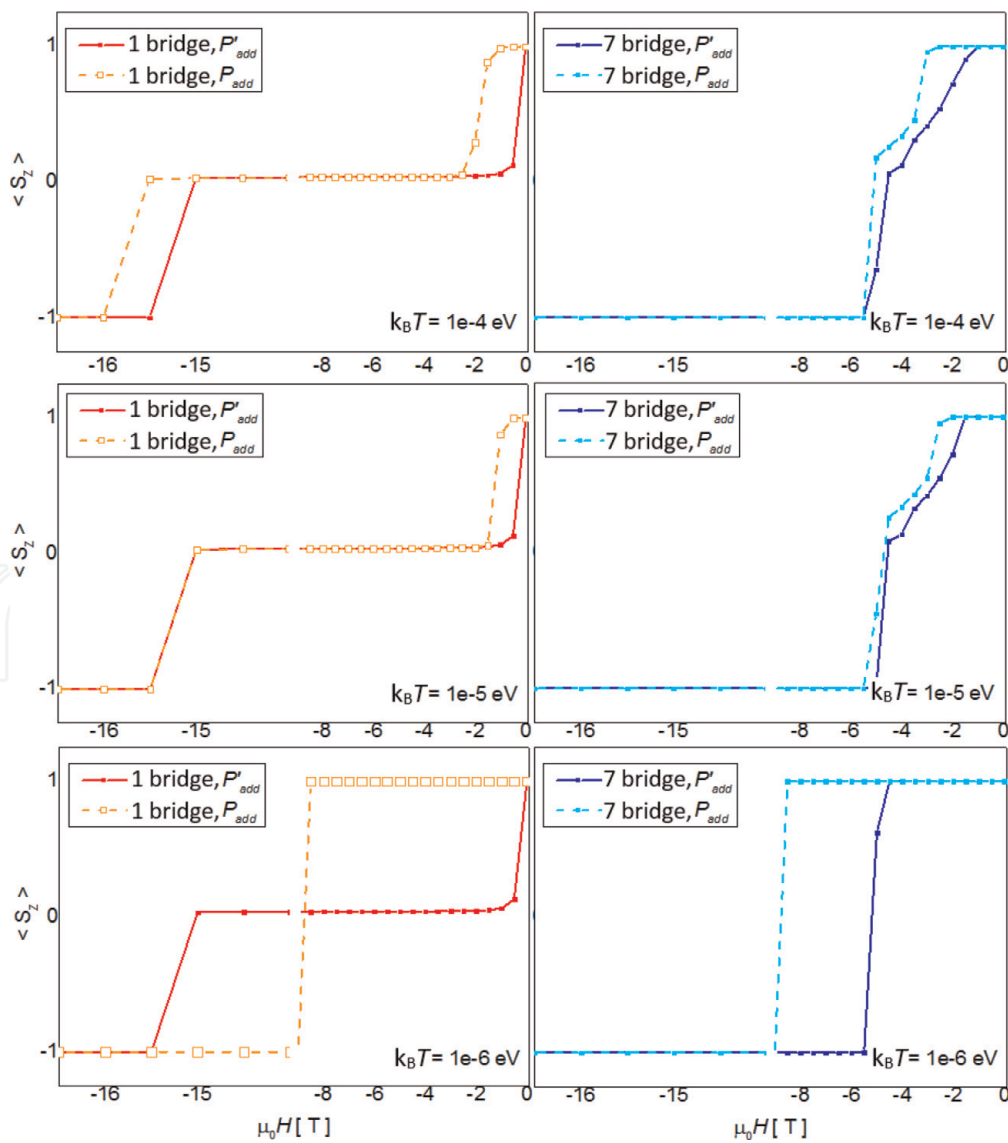 1 bridge, P'add
1 bridge, Padd
1
0
-1
< Sz >
kBT = 1e-4 eV
-16 -15 -8 -6 -4 -2 0
7 bridge, P'add
7 bridge, Padd
kBT = 1e-4 eV
-16 -15 -8 -6 -4 -2 0
1 bridge, P'add
1 bridge, Padd
1
0
-1
< Sz >
kBT = 1e-5 eV
-16 -15 -8 -6 -4 -2 0
7 bridge, P'add
7 bridge, Padd
kBT = 1e-5 eV
-16 -15 -8 -6 -4 -2 0
1 bridge, P'add
1 bridge, Padd
1
0
-1
< Sz >
kBT = 1e-6 eV
-16 -15 -8 -6 -4 -2 0
μ0H [ T ]
7 bridge, P'add
7 bridge, Padd
kBT = 1e-6 eV
-16 -15 -8 -6 -4 -2 0
μ0H [ T ]